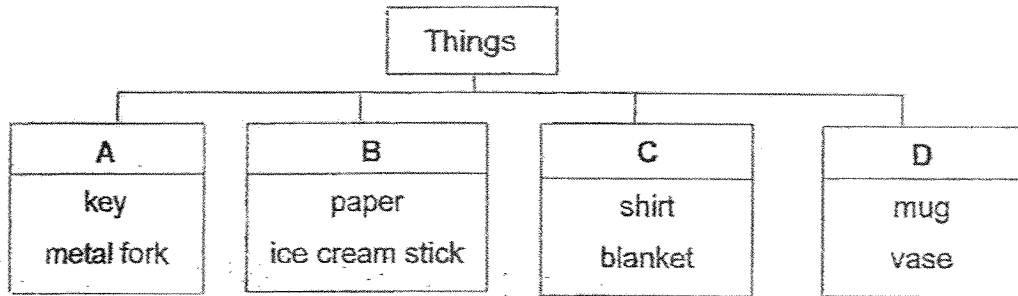 Things
A
key
metal fork
B
paper
ice cream stick
C
shirt
blanket
D
mug
vase